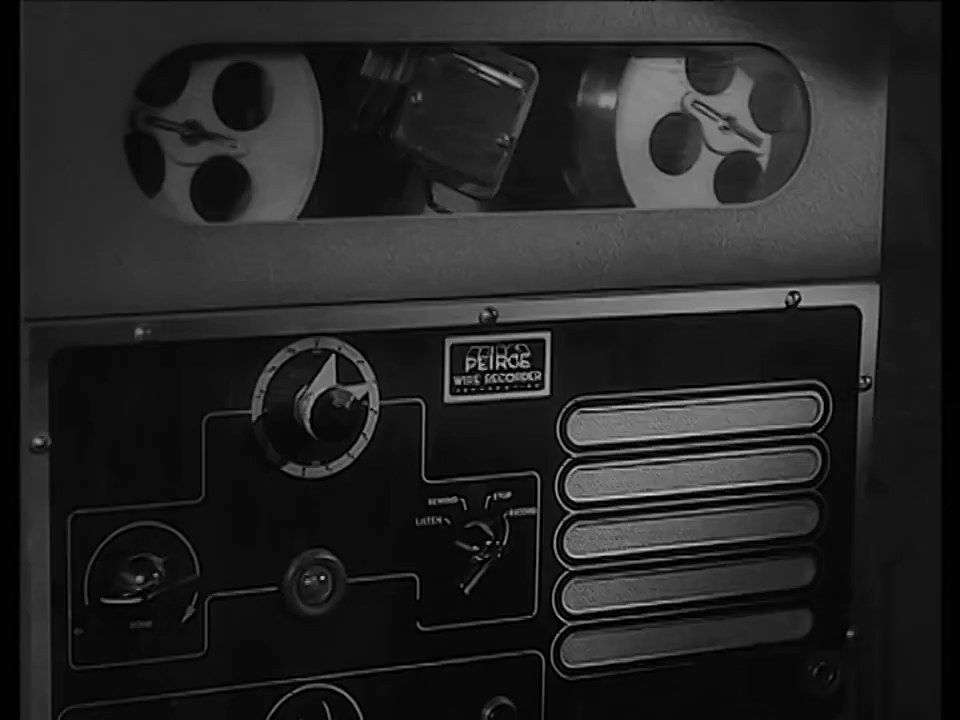 PEIRCE
WIRE RECORDER
REWIND
STOP
LISTEN
RECORD